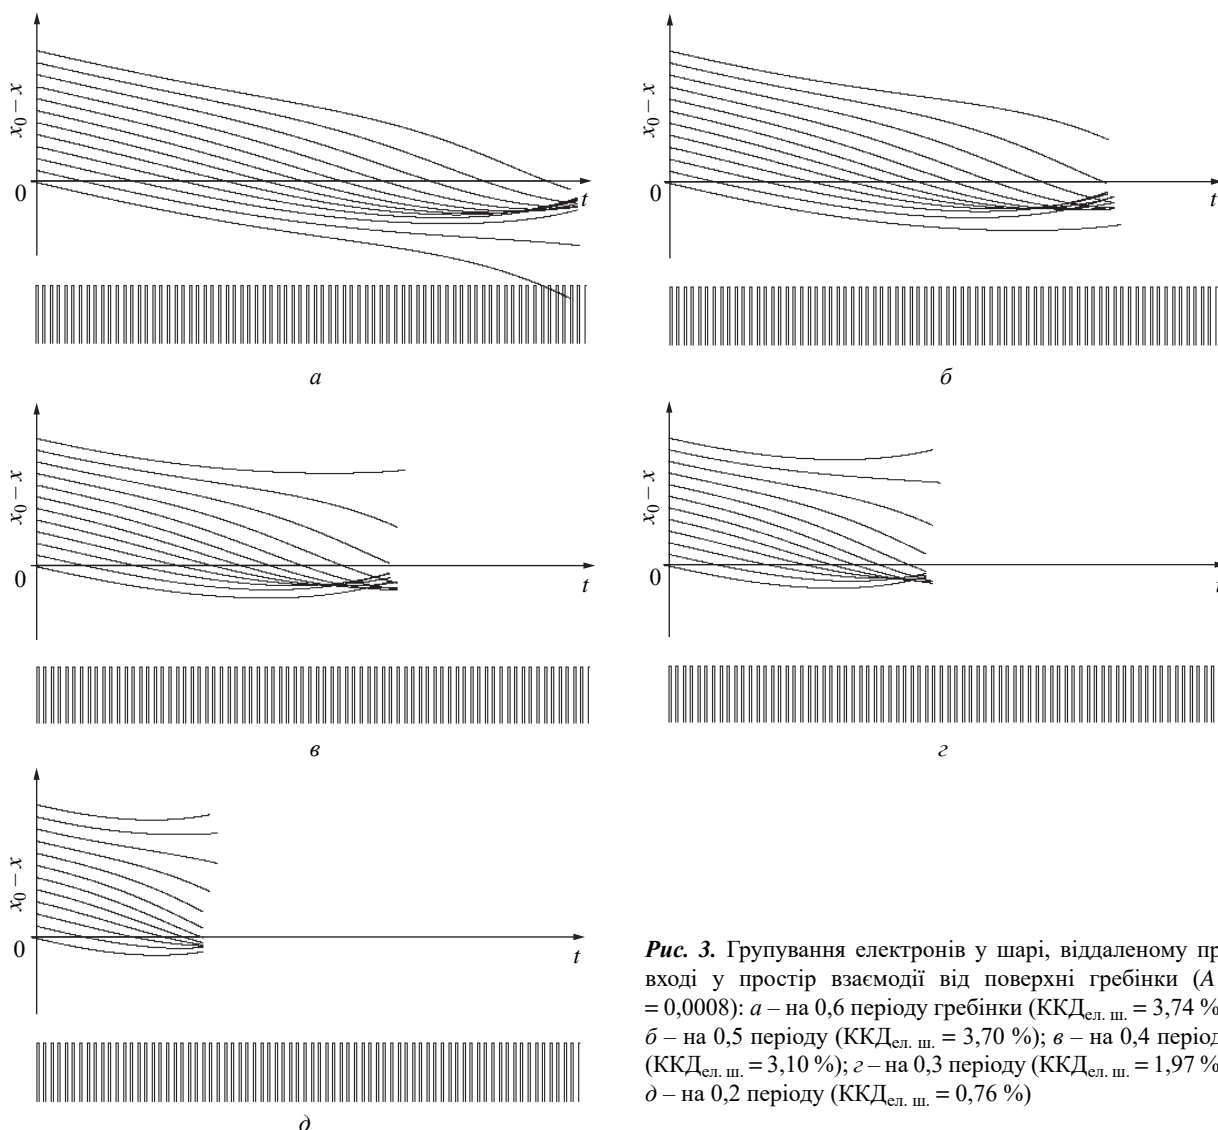 x₀ – x
0
t
а
x₀ – x
0
t
б
x₀ – x
0
t
в
x₀ – x
0
t
г
x₀ – x
0
t
д
Рис. 3. Групування електронів у шарі, віддаленому
вході у простір взаємодії від поверхні гребінки (A
= 0,0008): а – на 0,6 періоду гребінки (ККДел. ш. = 3,74 %
б – на 0,5 періоду (ККДел. ш. = 3,70 %); в – на 0,4
(ККДел. ш. = 3,10 %); г – на 0,3 періоду (ККДел. ш. = 1,97 %
д – на 0,2 періоду (ККДел. ш. = 0,76 %)